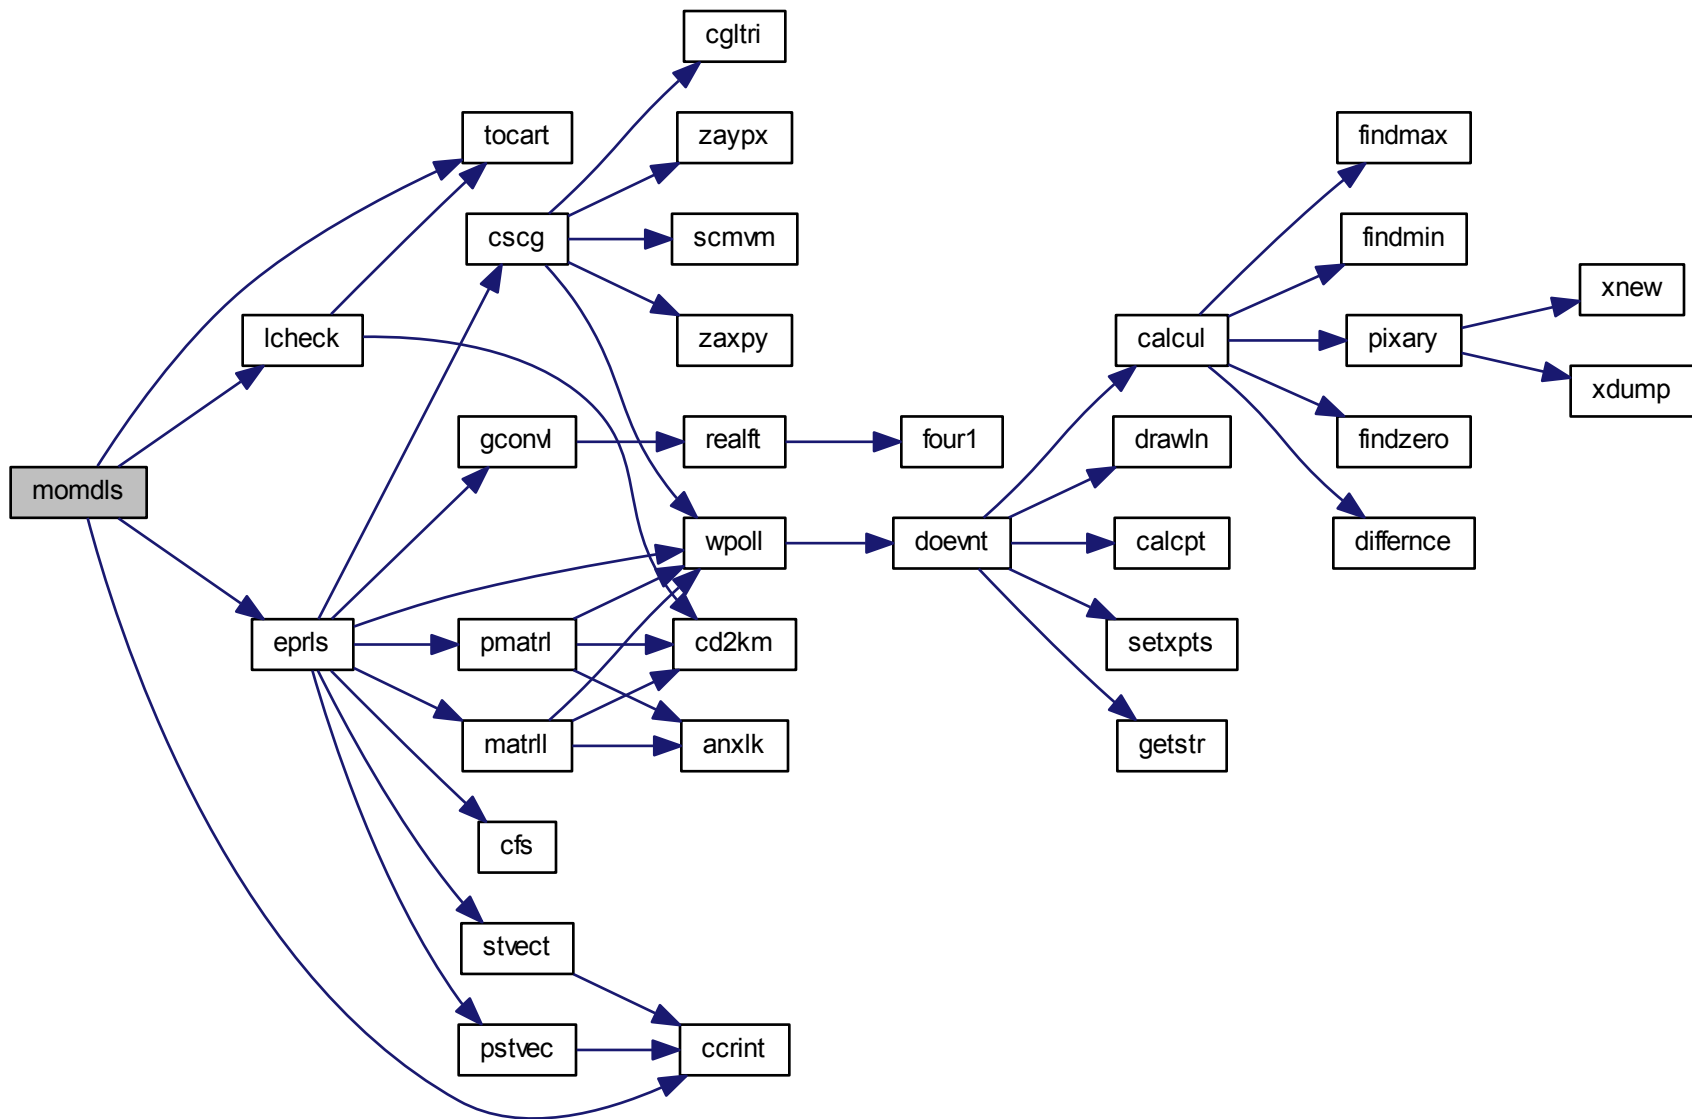 cgltri
tocart
zaypx
findmax
cscg
scmvm
findmin
xnew
lcheck
zaxpy
calcul
pixary
xdump
gconvl
realft
four1
drawln
findzero
momdls
wpoll
doevnt
calcpt
differnce
eprls
pmatrl
cd2km
setxpts
matrll
anxlk
getstr
cfs
stvect
pstvec
ccrint